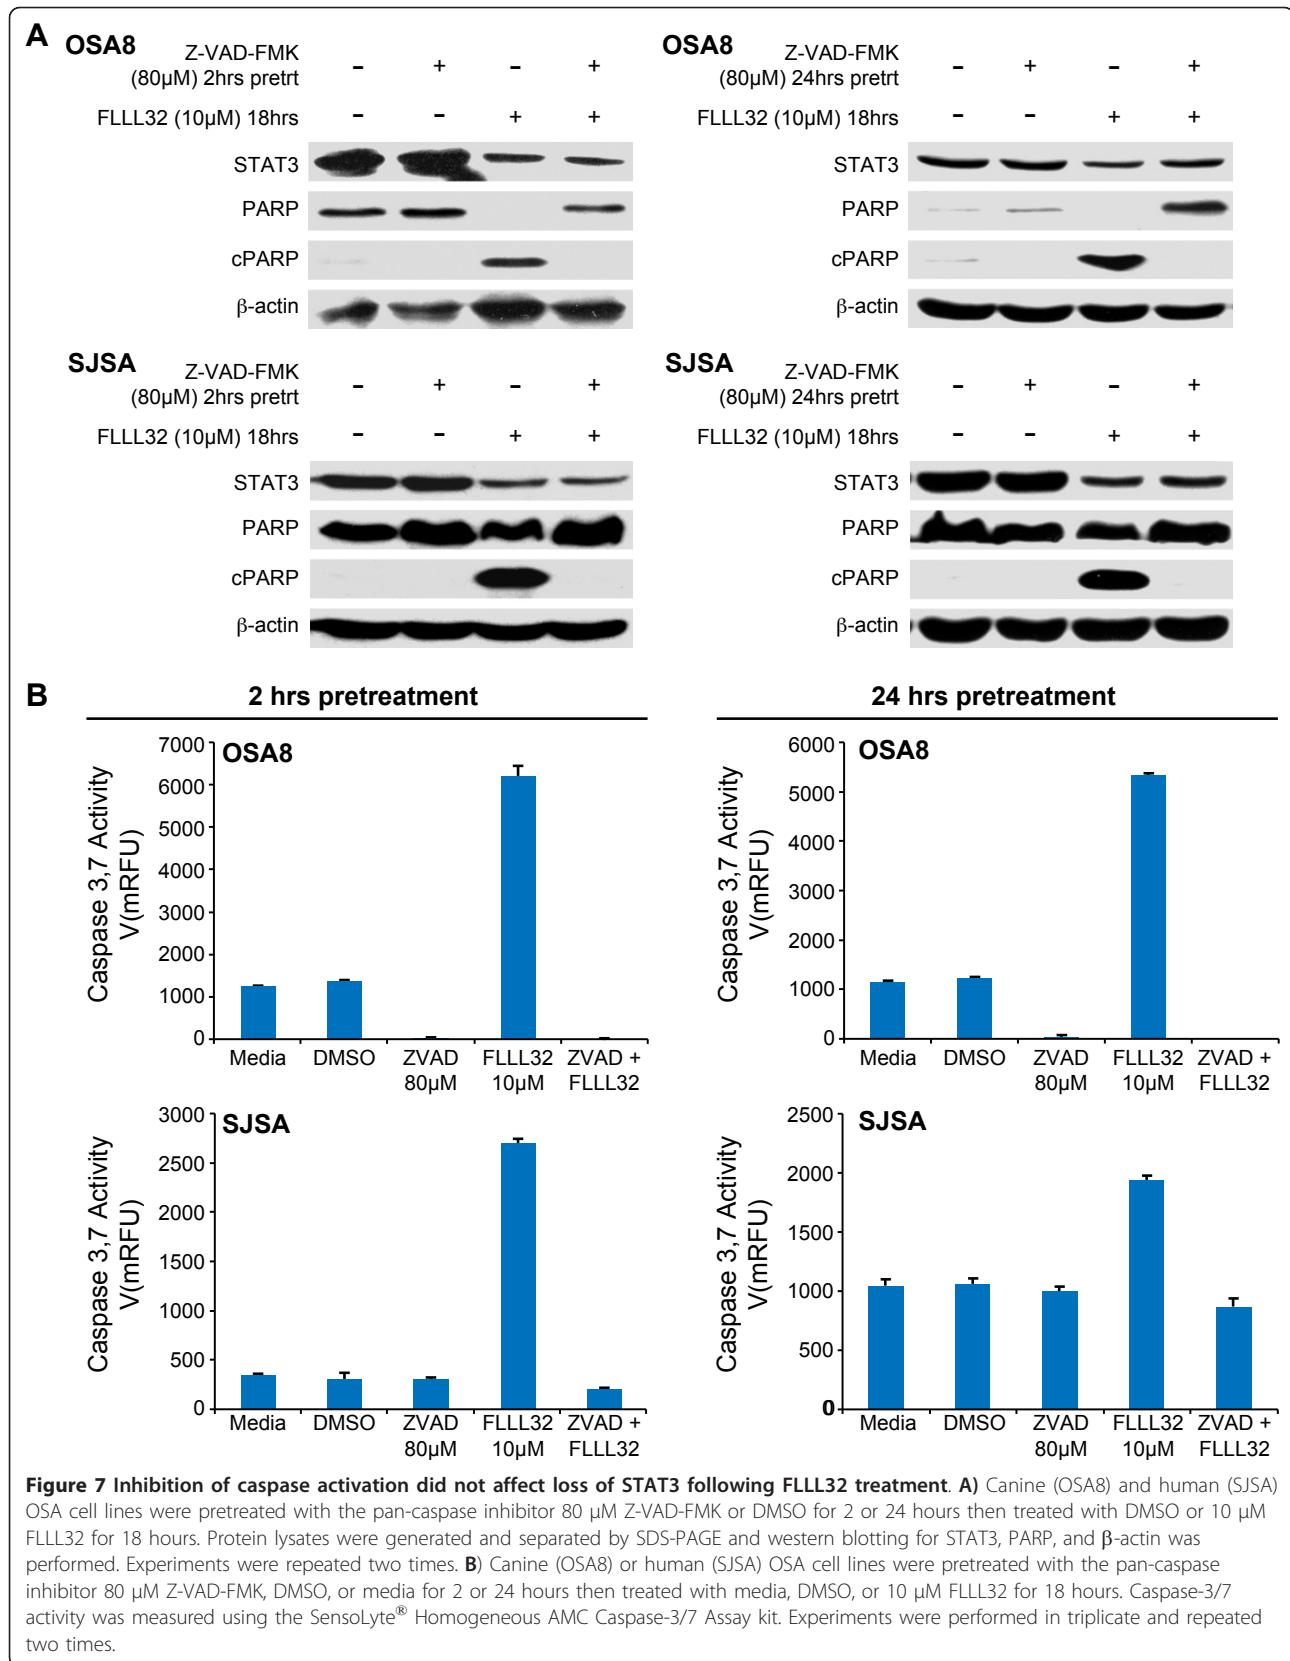 A
OSA8
Z-VAD-FMK
(80µM) 2hrs pretrt
– + – +
FLLL32 (10µM) 18hrs
– – + +
STAT3
PARP
cPARP
β-actin
OSA8
Z-VAD-FMK
(80µM) 24hrs pretrt
– + – +
FLLL32 (10µM) 18hrs
– – + +
STAT3
PARP
cPARP
β-actin
SJSA
Z-VAD-FMK
(80µM) 2hrs pretrt
– + – +
FLLL32 (10µM) 18hrs
– – + +
STAT3
PARP
cPARP
β-actin
SJSA
Z-VAD-FMK
(80µM) 24hrs pretrt
– + – +
FLLL32 (10µM) 18hrs
– – + +
STAT3
PARP
cPARP
β-actin
B
2 hrs pretreatment
24 hrs pretreatment
OSA8
Caspase 3,7 Activity
V(mRFU)
7000
6000
5000
4000
3000
2000
1000
0
Media DMSO ZVAD FLLL32 ZVAD +
80µM 10µM FLLL32
OSA8
Caspase 3,7 Activity
V(mRFU)
6000
5000
4000
3000
2000
1000
0
Media DMSO ZVAD FLLL32 ZVAD +
80µM 10µM FLLL32
SJSA
Caspase 3,7 Activity
V(mRFU)
3000
2500
2000
1500
1000
500
0
Media DMSO ZVAD FLLL32 ZVAD +
80µM 10µM FLLL32
SJSA
Caspase 3,7 Activity
V(mRFU)
2500
2000
1500
1000
500
0
Media DMSO ZVAD FLLL32 ZVAD +
80µM 10µM FLLL32
Figure 7 Inhibition of caspase activation did not affect loss of STAT3 following FLLL32 treatment. A) Canine (OSA8) and human (SJSA)
OSA cell lines were pretreated with the pan-caspase inhibitor 80 µM Z-VAD-FMK or DMSO for 2 or 24 hours then treated with DMSO or 10 µM
FLLL32 for 18 hours. Protein lysates were generated and separated by SDS-PAGE and western blotting for STAT3, PARP, and β-actin was
performed. Experiments were repeated two times. B) Canine (OSA8) or human (SJSA) OSA cell lines were pretreated with the pan-caspase
inhibitor 80 µM Z-VAD-FMK, DMSO, or media for 2 or 24 hours then treated with media, DMSO, or 10 µM FLLL32 for 18 hours. Caspase-3/7
activity was measured using the SensoLyte® Homogeneous AMC Caspase-3/7 Assay kit. Experiments were performed in triplicate and repeated
two times.